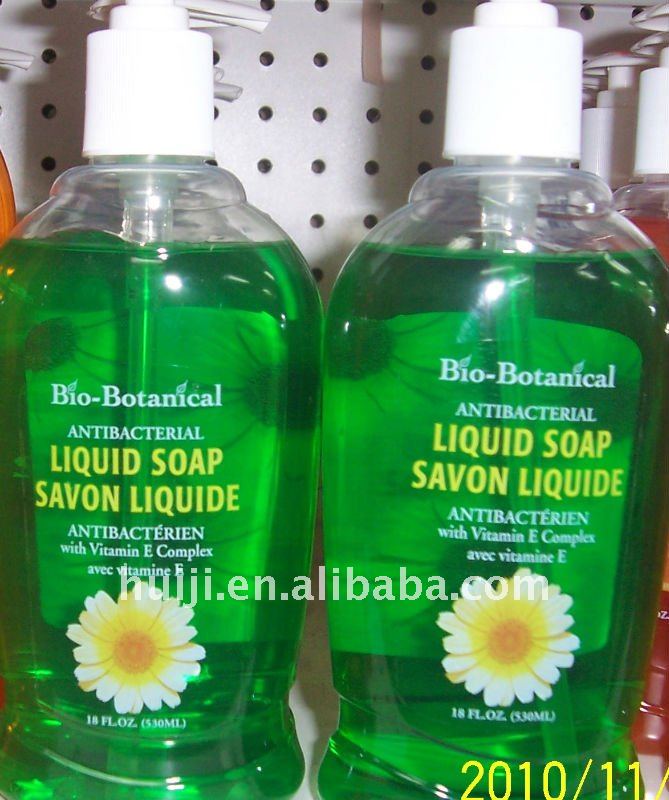 Bio-Botanical
ANTIBACTERIAL
LIQUID SOAP
SAVON LIQUIDE
ANTIBACTÉRIEN
with Vitamin E Complex
avec vitamine E
18 FL.OZ. (530ML)
Bio-Botanical
ANTIBACTERIAL
LIQUID SOAP
SAVON LIQUIDE
ANTIBACTÉRIEN
with Vitamin E Complex
avec vitamine E
18 FL.OZ. (530ML)
huiji.en.alibaba.com
2010/11/